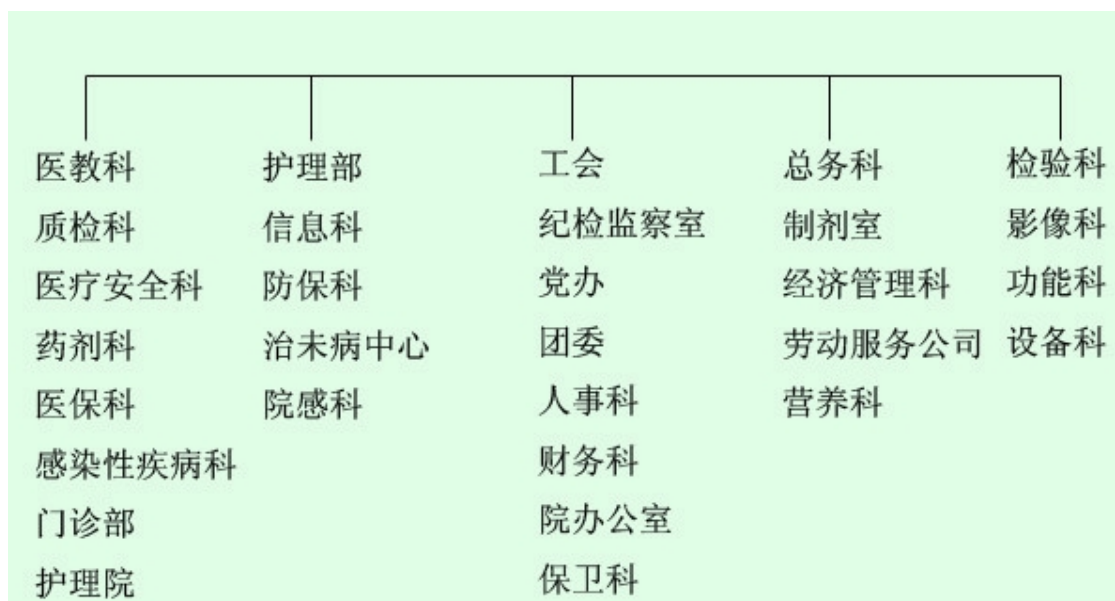 医教科
质检科
医疗安全科
药剂科
医保科
感染性疾病科
门诊部
护理院
护理部
信息科
防保科
治未病中心
院感科
工会
纪检监察室
党办
团委
人事科
财务科
院办公室
保卫科
总务科
制剂室
经济管理科
劳动服务公司
营养科
检验科
影像科
功能科
设备科